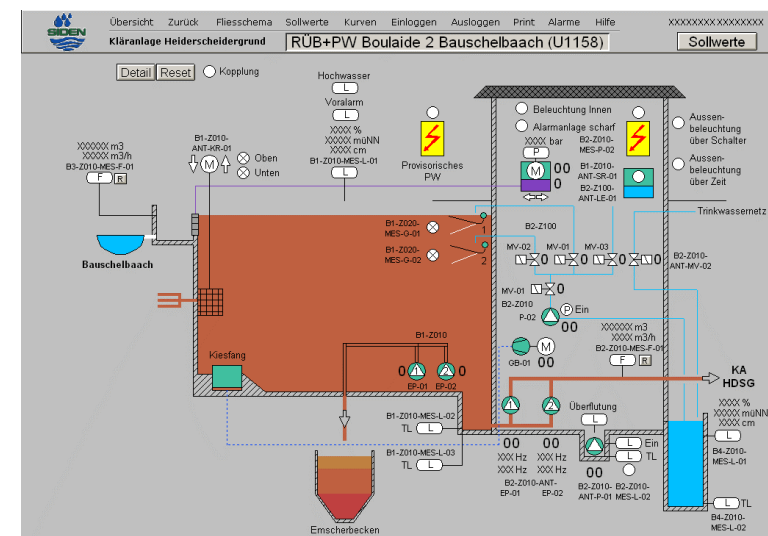 SIDEN
Übersicht Zurück Fliesschema Sollwerte Kurven Einloggen Ausloggen Print Alarme Hilfe
XXXXXXXXXXXXXXXX
Kläranlage Heiderscheidergrund
RÜB+PW Boulaide 2 Bauschelbaach (U1158)
Sollwerte
Detail Reset Kopplung
Hochwasser
L
Voralarm
L
XXXX %
XXXXX müNN
XXXX cm
B1-Z010-MES-L-01
L
XXXXXX m3
XXXXX m3/h
B3-Z010-MES-F-01
F R
B1-Z010-
ANT-KR-01
M
Oben
Unten
Provisorisches
PW
Beleuchtung Innen
Alarmanlage scharf
XXXX bar
P
B2-Z010-
MES-P-02
M
00
0
B1-Z010-
ANT-SR-01
B2-Z100-
ANT-LE-01
Aussen-
beleuchtung
über Schalter
Aussen-
beleuchtung
über Zeit
Trinkwassernetz
Bauschelbaach
B1-Z020-
MES-G-01
1
B1-Z020-
MES-G-02
2
B2-Z100
MV-02 MV-01 MV-03
0 0 0 0
B2-Z010-
ANT-MV-02
MV-01
0
B2-Z010
P-02
P Ein
00
Kiesfang
B1-Z010
0 1 2 0
EP-01 EP-02
GB-01
M
00
XXXXXX m3
XXXX m3/h
B2-Z010-MES-F-01
F R
KA
HDSG
1 2
B1-Z010-MES-L-02
TL L
B1-Z010-MES-L-03
TL L
Überflutung
L
L Ein
L TL
00 00
XXX Hz XXX Hz
XXX Hz XXX Hz
B2-Z010-ANT-
EP-01 EP-02
00
B2-Z010-
ANT-P-01
B2-Z010-
MES-L-02
XXXX %
XXXXX müNN
XXXX cm
L
B4-Z010-
MES-L-01
L TL
B4-Z010-
MES-L-02
Emscherbecken